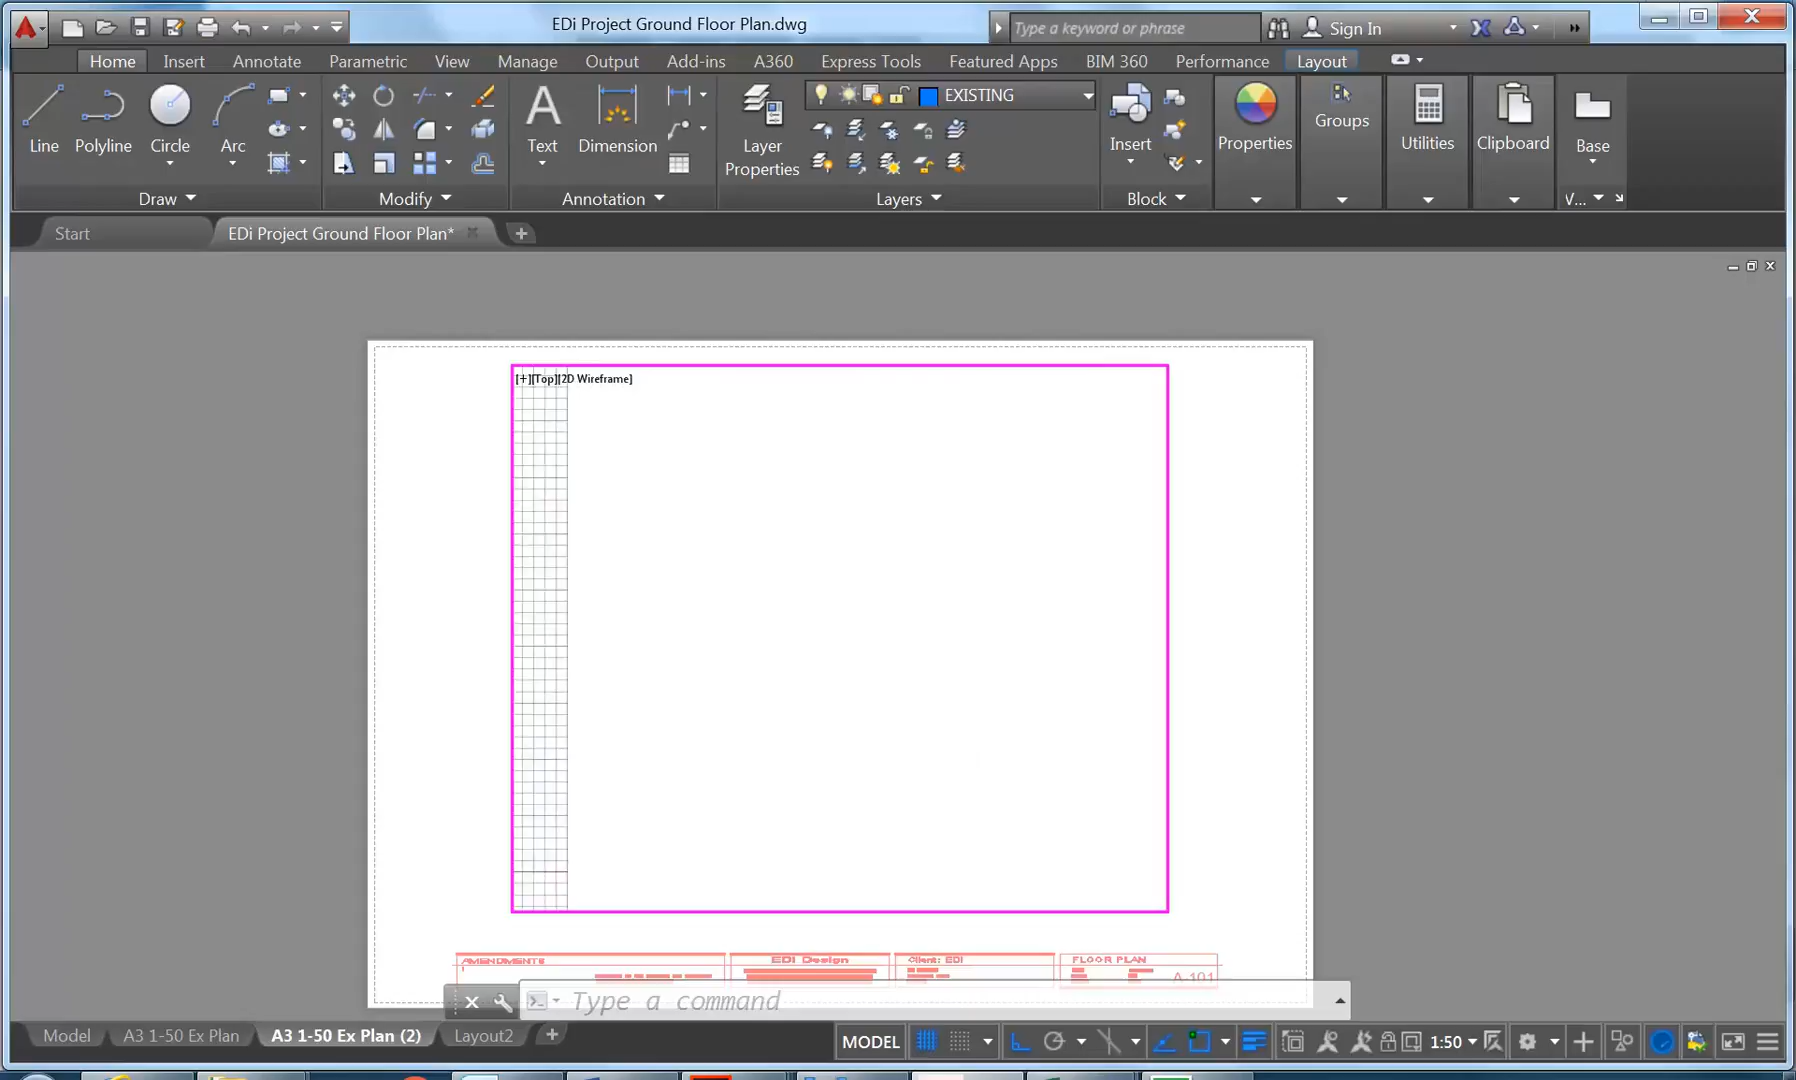 EDi Project Ground Floor Plan.dwg
Type a keyword or phrase
Sign In
Home Insert Annotate Parametric View Manage Output Add-ins A360 Express Tools Featured Apps BIM 360 Performance Layout
EXISTING
Line Polyline Circle Arc
Text Dimension
Layer Properties
Insert Properties Groups Utilities Clipboard Base
Draw Modify Annotation Layers Block V...
Start EDi Project Ground Floor Plan*
[+][Top][2D Wireframe]
AMENDMENTS EDI Design Client: EDI FLOOR PLAN
A-101
Type a command
Model A3 1-50 Ex Plan A3 1-50 Ex Plan (2) Layout2
MODEL 1:50